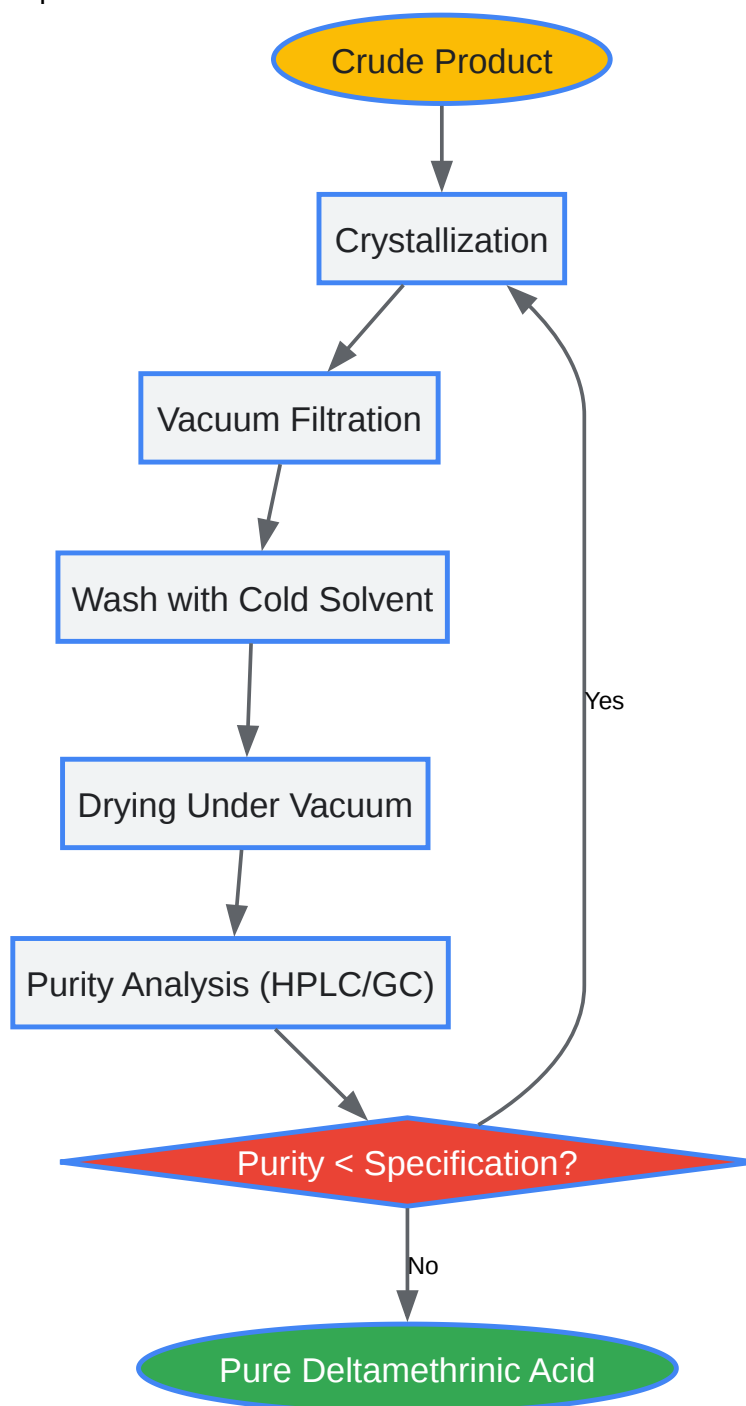 Crude Product
Crystallization
Vacuum Filtration
Wash with Cold Solvent
Yes
Drying Under Vacuum
Purity Analysis (HPLC/GC)
Purity < Specification?
No
Pure Deltamethrinic Acid